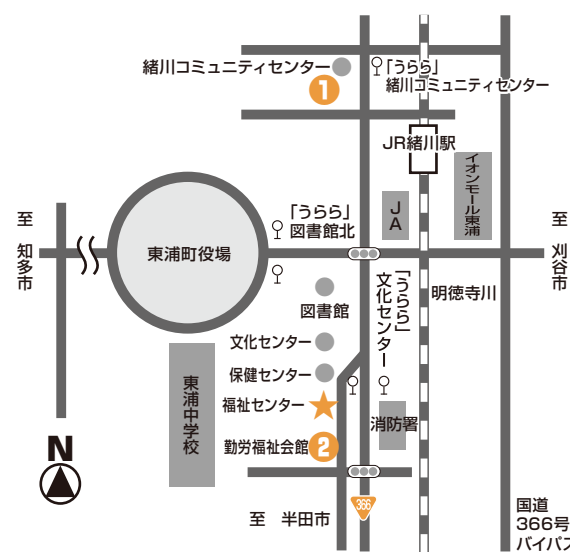 緒川コミュニティセンター
1
「うらら」
緒川コミュニティセンター
JR緒川駅
イオンモール東浦
JA
至
知多市
東浦町役場
「うらら」
図書館北
至
刈谷市
図書館
「うらら」
文化センター
明徳寺川
文化センター
保健センター
福祉センター
東浦中学校
消防署
勤労福祉会館
2
N
366
至 半田市
国道
366号
バイパス